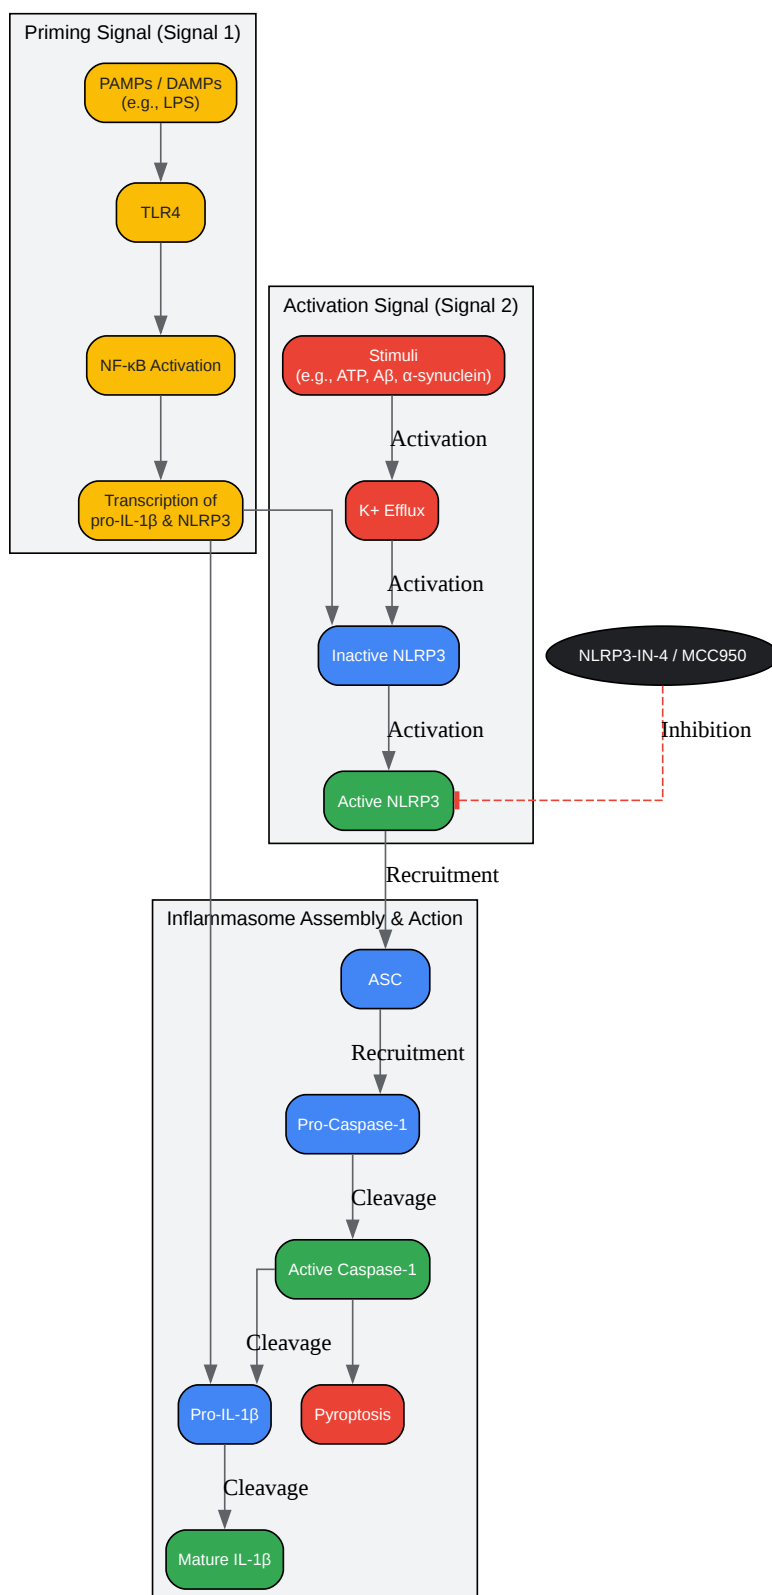 Priming Signal (Signal 1)
PAMPs / DAMPs
(e.g., LPS)
TLR4
NF-κB Activation
Transcription of
pro-IL-1β & NLRP3
Activation Signal (Signal 2)
Stimuli
(e.g., ATP, Aβ, α-synuclein)
Activation
K+ Efflux
Activation
Inactive NLRP3
Activation
Active NLRP3
NLRP3-IN-4 / MCC950
Inhibition
Recruitment
Inflammasome Assembly & Action
ASC
Recruitment
Pro-Caspase-1
Cleavage
Active Caspase-1
Cleavage
Pro-IL-1β
Pyroptosis
Cleavage
Mature IL-1β